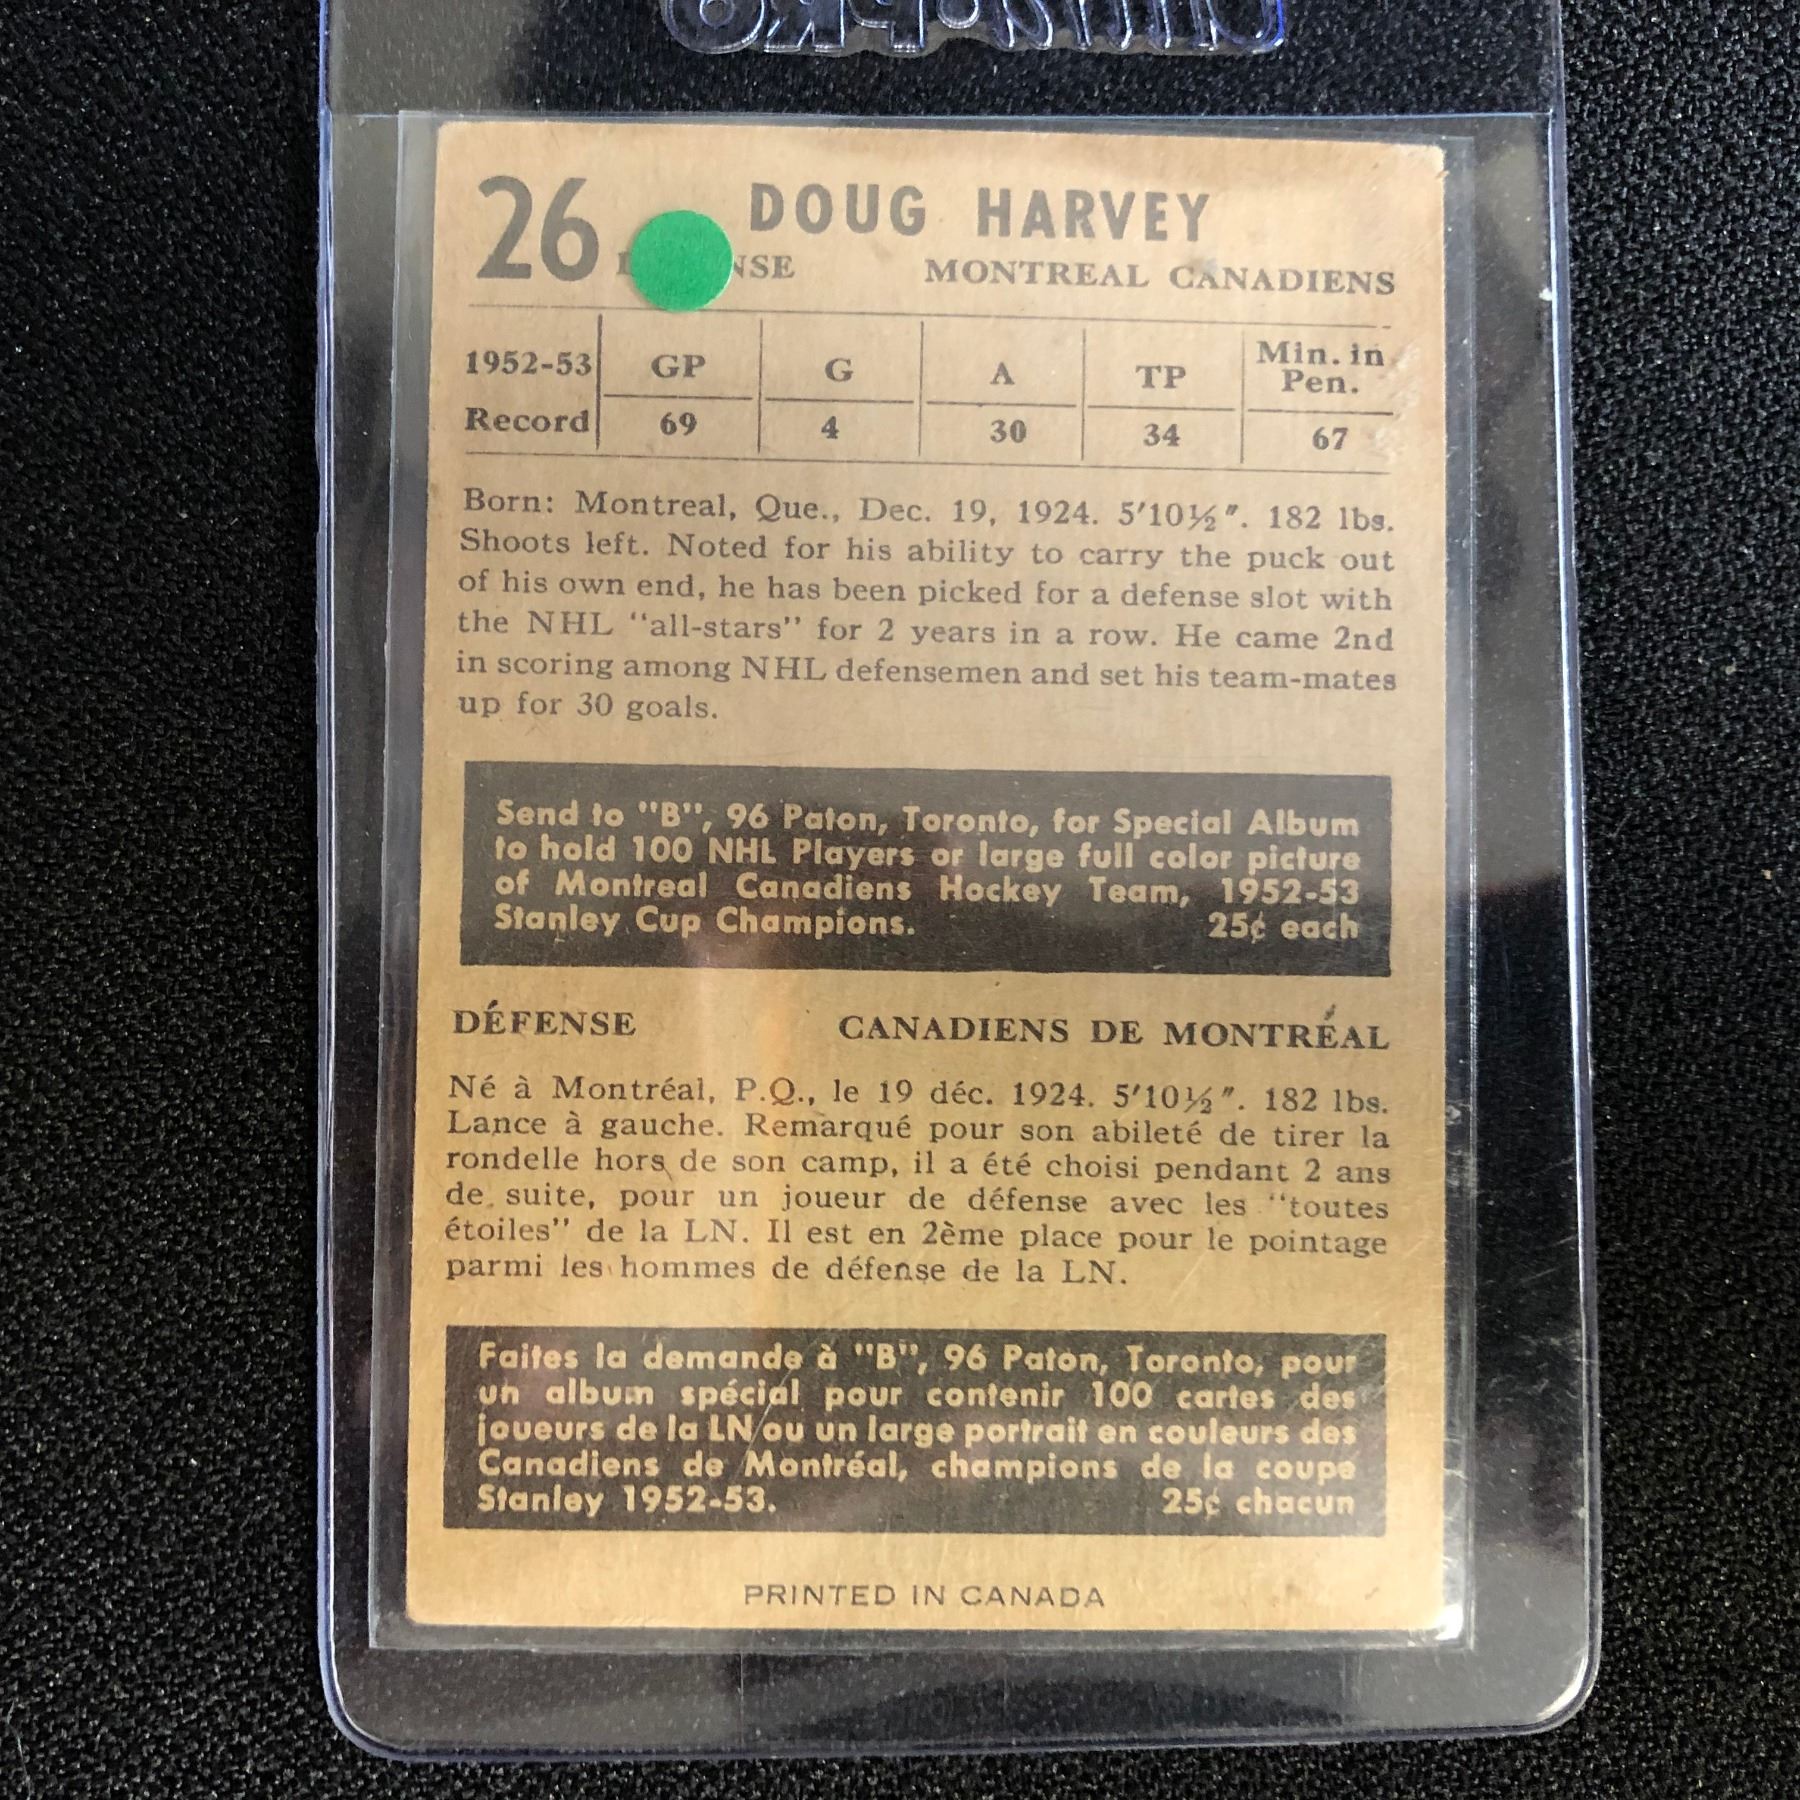 26 DOUG HARVEY
MONTREAL CANADIENS
1952-53 GP G A TP Min. in Pen.
Record 69 4 30 34 67
Born: Montreal, Que., Dec. 19, 1924. 5'10½". 182 lbs.
Shoots left. Noted for his ability to carry the puck out
of his own end, he has been picked for a defense slot with
the NHL "all-stars" for 2 years in a row. He came 2nd
in scoring among NHL defensemen and set his team-mates
up for 30 goals.
Send to "B", 96 Paton, Toronto, for Special Album
to hold 100 NHL Players or large full color picture
of Montreal Canadiens Hockey Team, 1952-53
Stanley Cup Champions. 25¢ each
DÉFENSE CANADIENS DE MONTRÉAL
Né à Montréal, P.Q., le 19 déc. 1924. 5'10½". 182 lbs.
Lance à gauche. Remarqué pour son abileté de tirer la
rondelle hors de son camp, il a été choisi pendant 2 ans
de suite, pour un joueur de défense avec les "toutes
étoiles" de la LN. Il est en 2ème place pour le pointage
parmi les hommes de défense de la LN.
Faites la demande à "B", 96 Paton, Toronto, pour
un album spécial pour contenir 100 cartes des
joueurs de la LN ou un large portrait en couleurs des
Canadiens de Montréal, champions de la coupe
Stanley 1952-53. 25¢ chacun
PRINTED IN CANADA